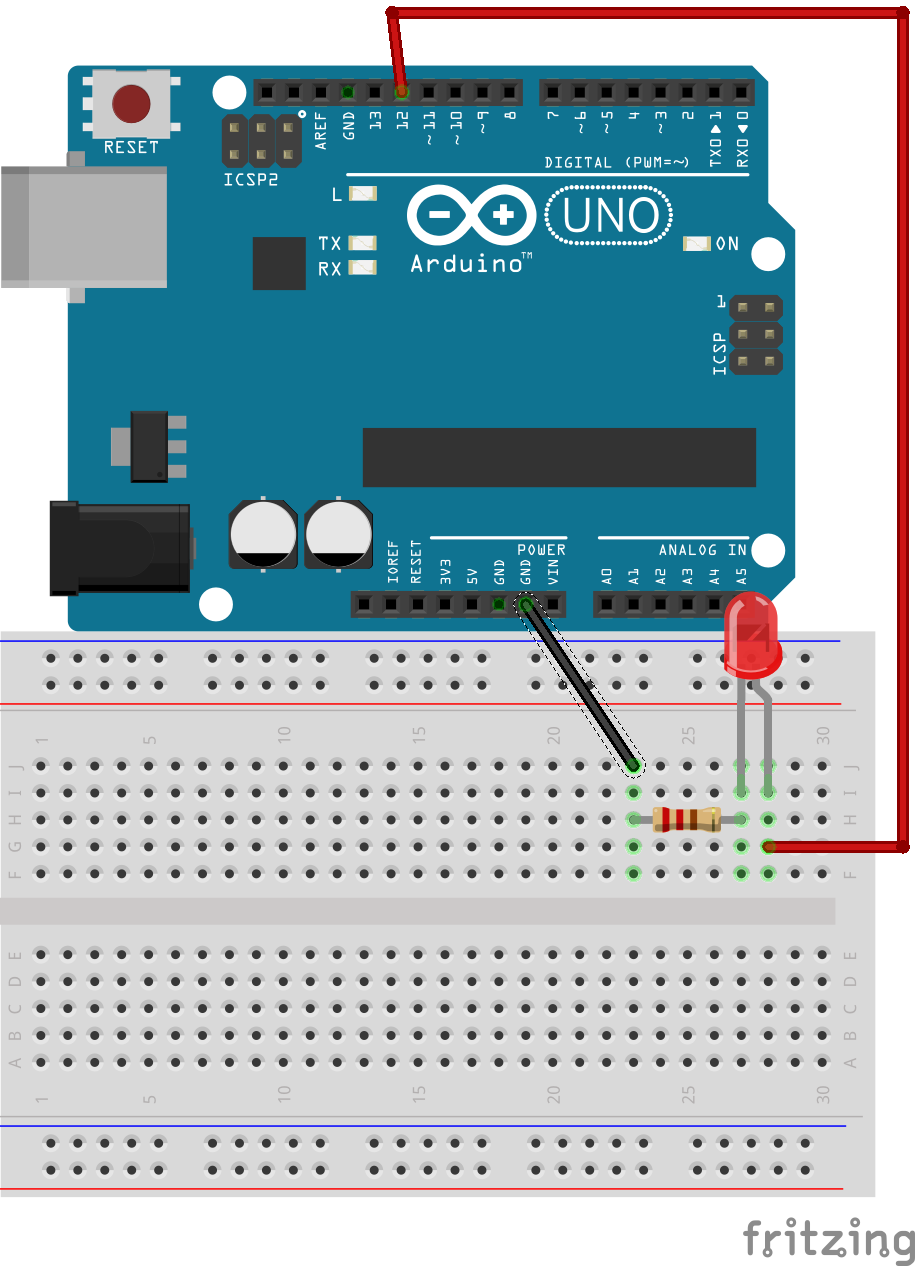 RESET
ICSP2
AREF
GND
13
12
~11
~10
~9
8
7
~6
~5
4
~3
2
TX0▶1
RX0◀0
DIGITAL (PWM=~)
L
TX
RX
UNO
Arduino™
ON
1
ICSP
IOREF
RESET
3V3
5V
GND
GND
VIN
POWER
ANALOG IN
A0
A1
A2
A3
A4
A5
1 5 10 15 20 25 30
J J
I I
H H
G G
F F
E E
D D
C C
B B
A A
1 5 10 15 20 25 30
fritzing